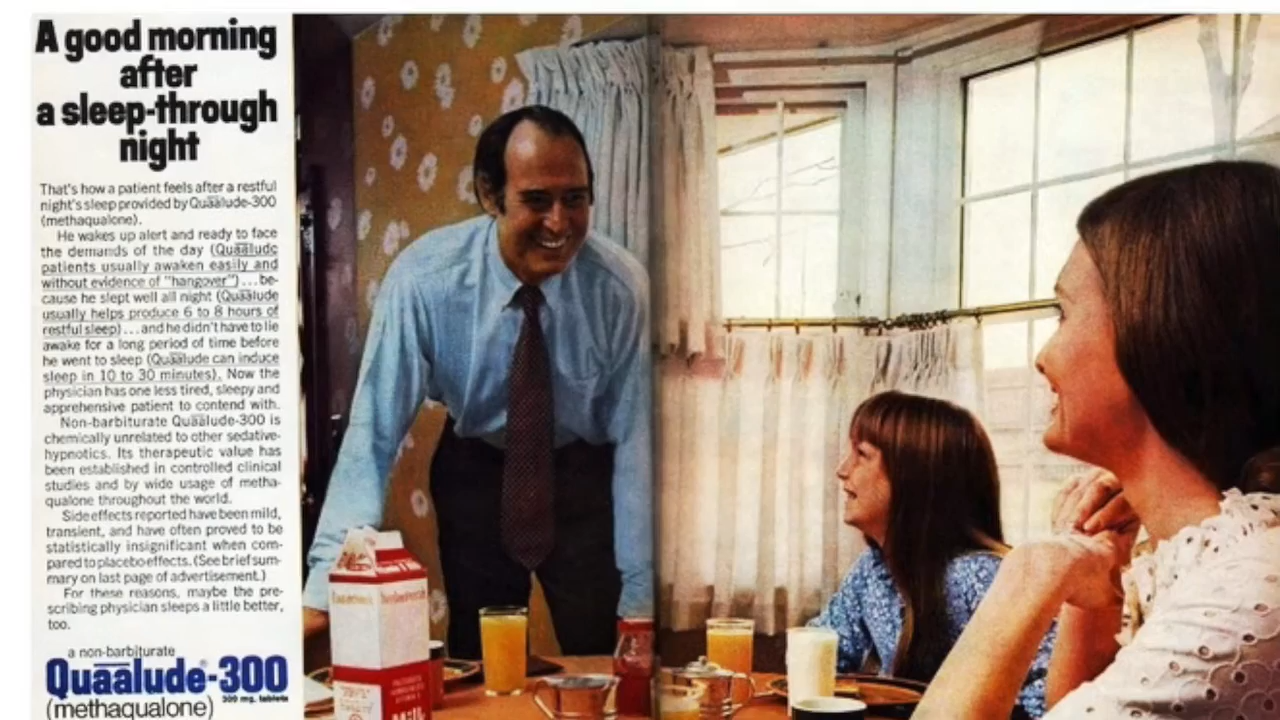 A good morning
after
a sleep-through
night
That's how a patient feels after a restful
night's sleep provided by Quāālude-300
(methaqualone).
He wakes up alert and ready to face
the demands of the day (Quāālude
patients usually awaken easily and
without evidence of "hangover")...be-
cause he slept well all night (Quāālude
usually helps produce 6 to 8 hours of
restful sleep)...and he didn't have to lie
awake for a long period of time before
he went to sleep (Quāālude can induce
sleep in 10 to 30 minutes). Now the
physician has one less tired, sleepy and
apprehensive patient to contend with.
Non-barbiturate Quāālude-300 is
chemically unrelated to other sedative-
hypnotics. Its therapeutic value has
been established in controlled clinical
studies and by wide usage of metha-
qualone throughout the world.
Side effects reported have been mild,
transient, and have often proved to be
statistically insignificant when com-
pared to placebo effects. (See brief sum-
mary on last page of advertisement.)
For these reasons, maybe the pre-
scribing physician sleeps a little better,
too.
a non-barbiturate
Quāālude®-300
300 mg. tablets
(methaqualone)
Milk